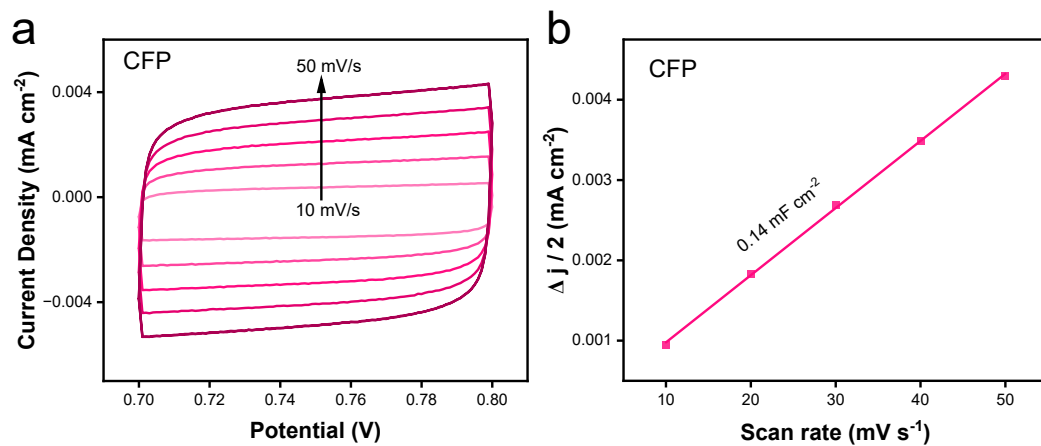 a
CFP
50 mV/s
10 mV/s
0.004
0.000
−0.004
0.70 0.72 0.74 0.76 0.78 0.80
Potential (V)
Current Density (mA cm⁻²)
b
CFP
0.14 mF cm⁻²
0.004
0.003
0.002
0.001
10 20 30 40 50
Scan rate (mV s⁻¹)
Δ j / 2 (mA cm⁻²)